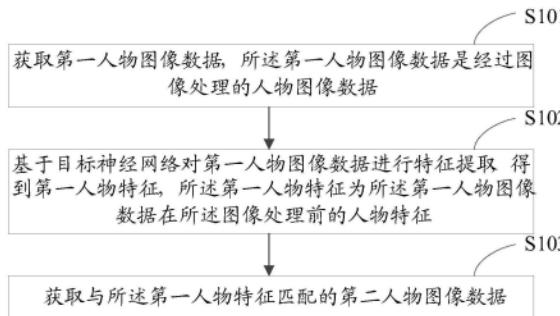 S101
获取第一人物图像数据, 所述第一人物图像数据是经过图
像处理的人物图像数据
S102
基于目标神经网络对第一人物图像数据进行特征提取, 得
到第一人物特征, 所述第一人物特征为所述第一人物图像
数据在所述图像处理前的人物特征
S103
获取与所述第一人物特征匹配的第二人物图像数据